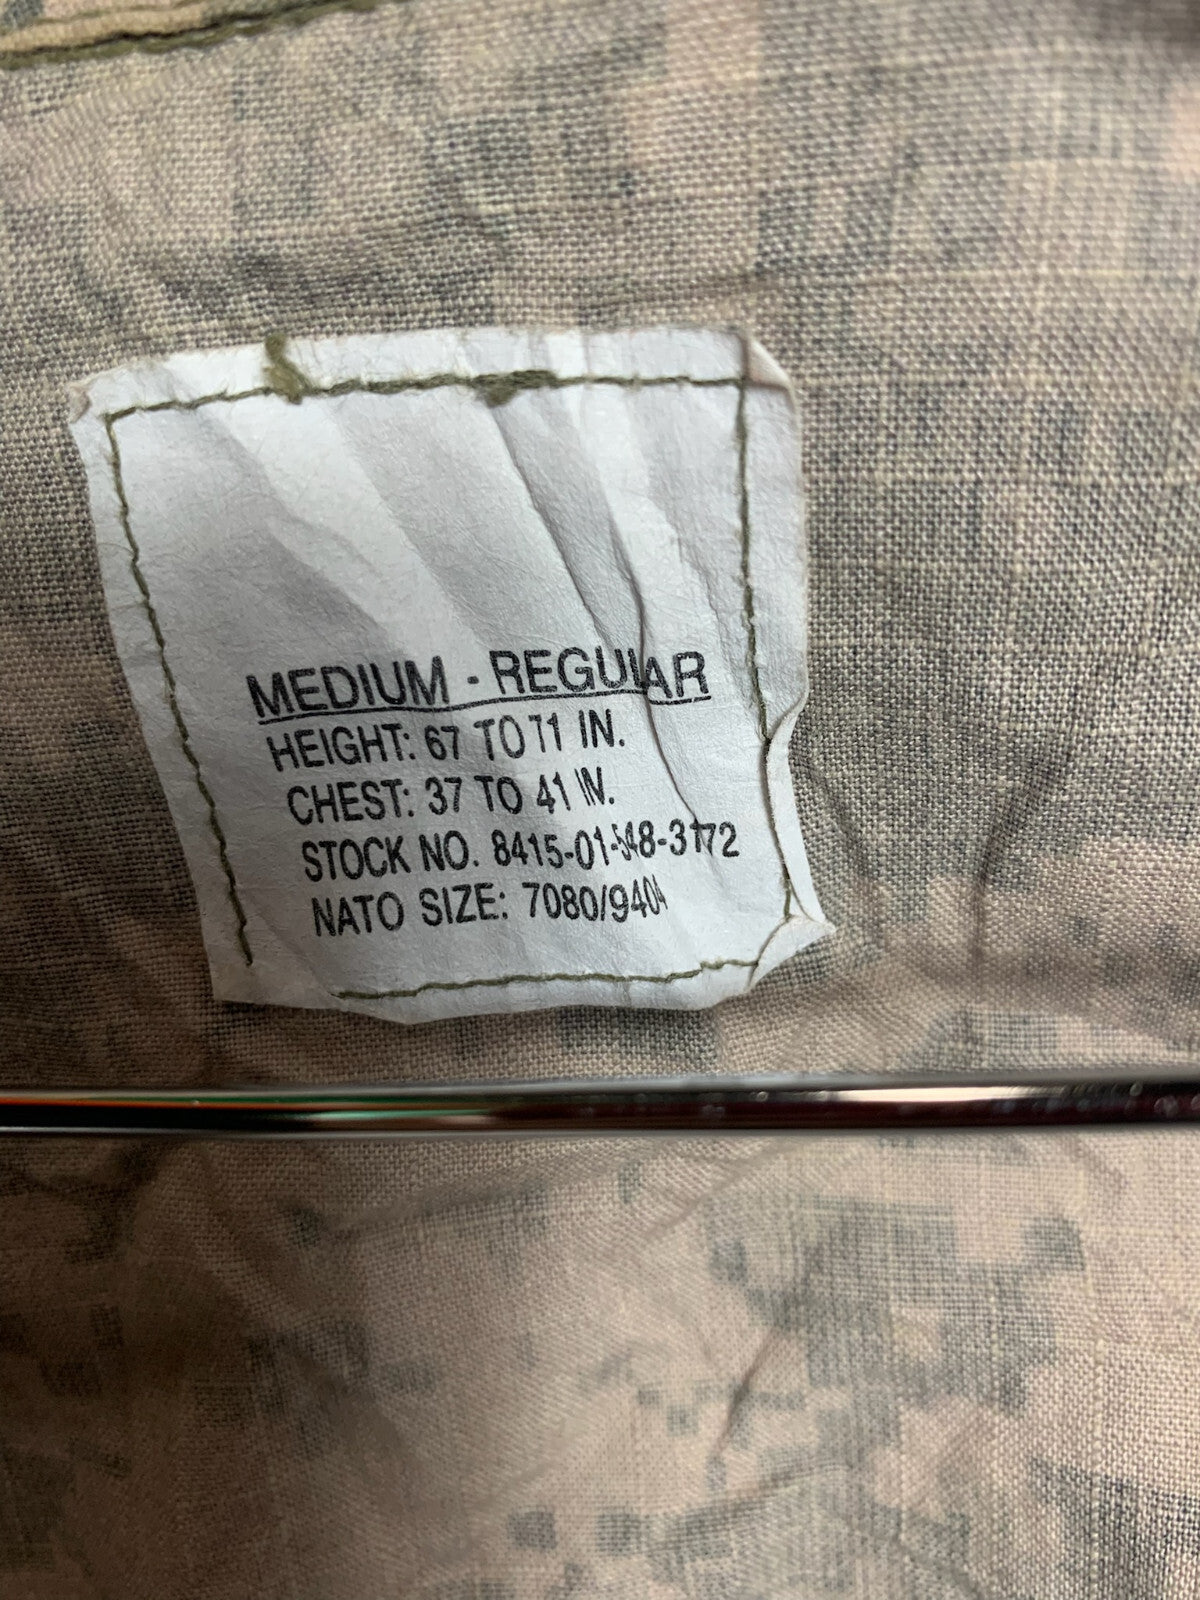 MEDIUM - REGULAR
HEIGHT: 67 TO 71 IN.
CHEST: 37 TO 41 IN.
STOCK NO. 8415-01-548-3172
NATO SIZE: 7080/9404